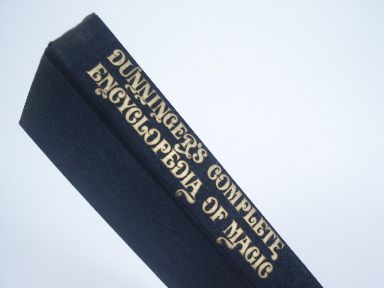 DUNNINGER'S COMPLETE
ENCYCLOPEDIA OF MAGIC